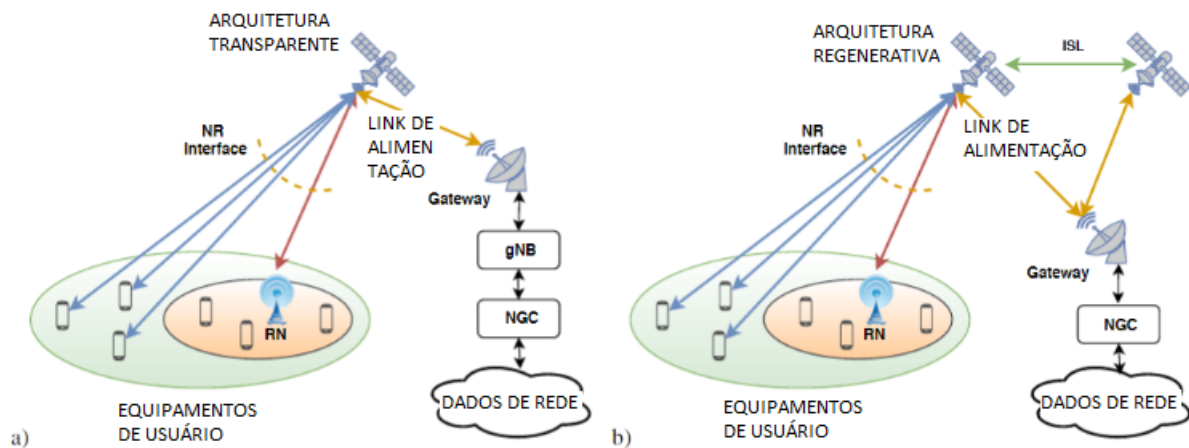 ARQUITETURA
TRANSPARENTE
NR
Interface
LINK DE
ALIMEN
TAÇÃO
Gateway
gNB
NGC
RN
DADOS DE REDE
EQUIPAMENTOS
DE USUÁRIO
a)
ARQUITETURA
REGENERATIVA
ISL
NR
Interface
LINK DE
ALIMENTAÇÃO
Gateway
NGC
RN
DADOS DE REDE
EQUIPAMENTOS
DE USUÁRIO
b)